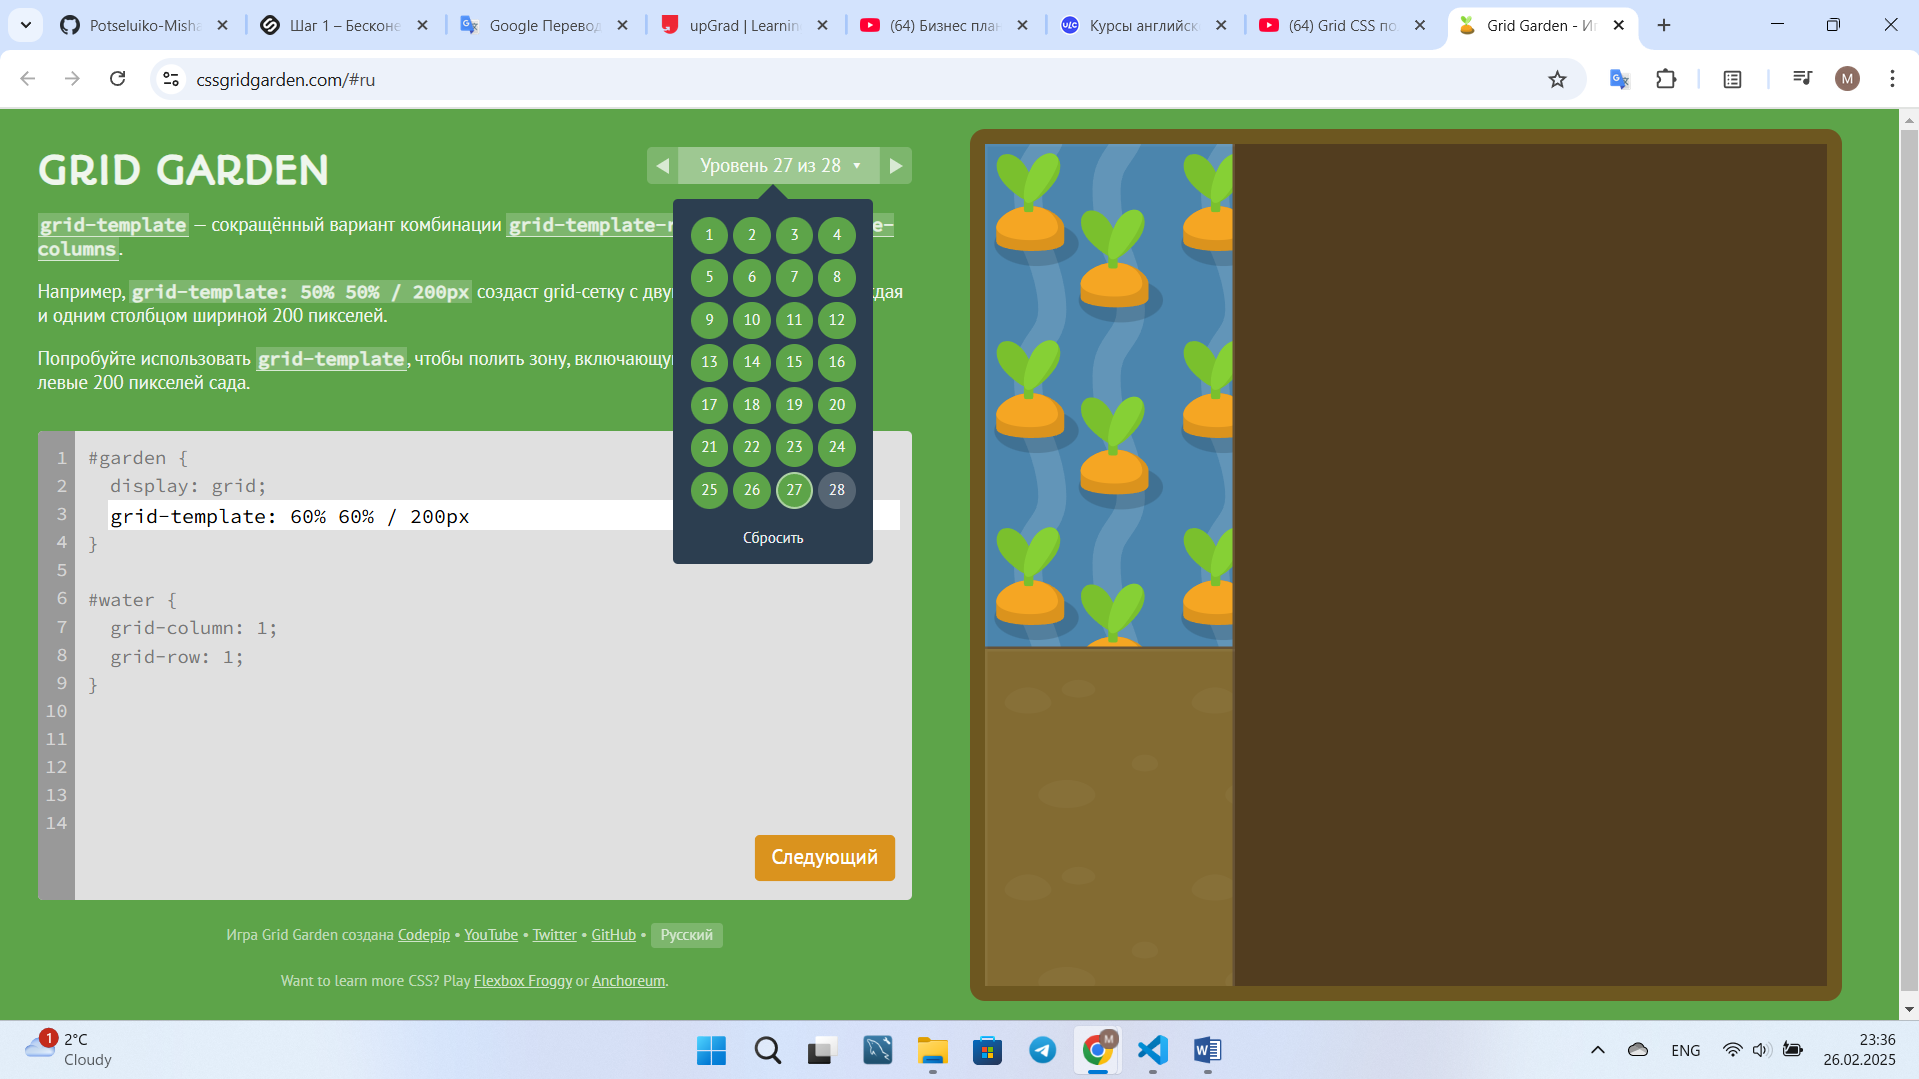 Potseluiko-Misha
Шаг 1 – Бесконе
Google Перевод
upGrad | Learnin
(64) Бизнес план
Курсы английск
(64) Grid CSS по
Grid Garden - И
cssgridgarden.com/#ru
M
GRID GARDEN
Уровень 27 из 28
grid-template — сокращённый вариант комбинации grid-template-r e-
columns.
Например, grid-template: 50% 50% / 200px создаст grid-сетку с дву ждая
и одним столбцом шириной 200 пикселей.
Попробуйте использовать grid-template, чтобы полить зону, включающу
левые 200 пикселей сада.
1 2 3 4
5 6 7 8
9 10 11 12
13 14 15 16
17 18 19 20
21 22 23 24
25 26 27 28
Сбросить
1 #garden {
2 display: grid;
3 grid-template: 60% 60% / 200px
4 }
5
6 #water {
7 grid-column: 1;
8 grid-row: 1;
9 }
10
11
12
13
14
Следующий
Игра Grid Garden создана Codepip • YouTube • Twitter • GitHub • Русский
Want to learn more CSS? Play Flexbox Froggy or Anchoreum.
1
2°C
Cloudy
M
ENG
23:36
26.02.2025